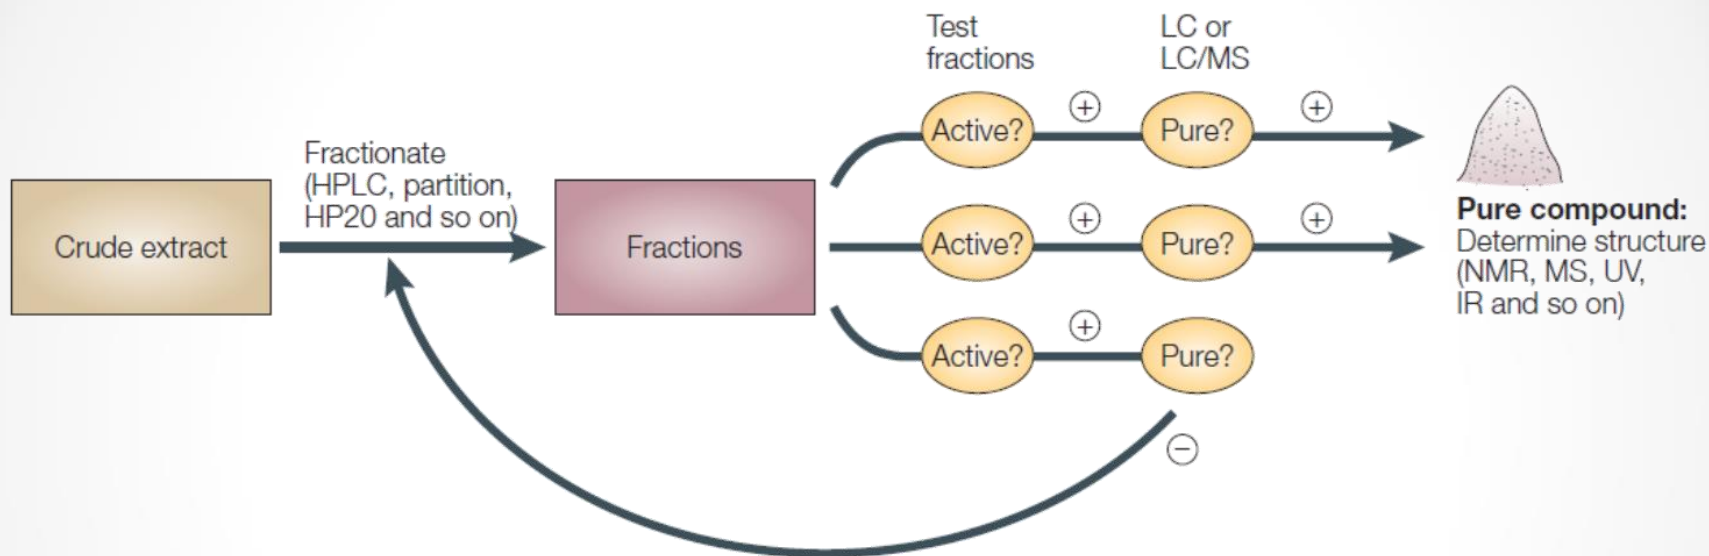 Test
fractions
LC or
LC/MS
Fractionate
(HPLC, partition,
HP20 and so on)
Crude extract
Fractions
Active?
+
Pure?
+
Active?
+
Pure?
+
Active?
+
Pure?
−
Pure compound:
Determine structure
(NMR, MS, UV,
IR and so on)